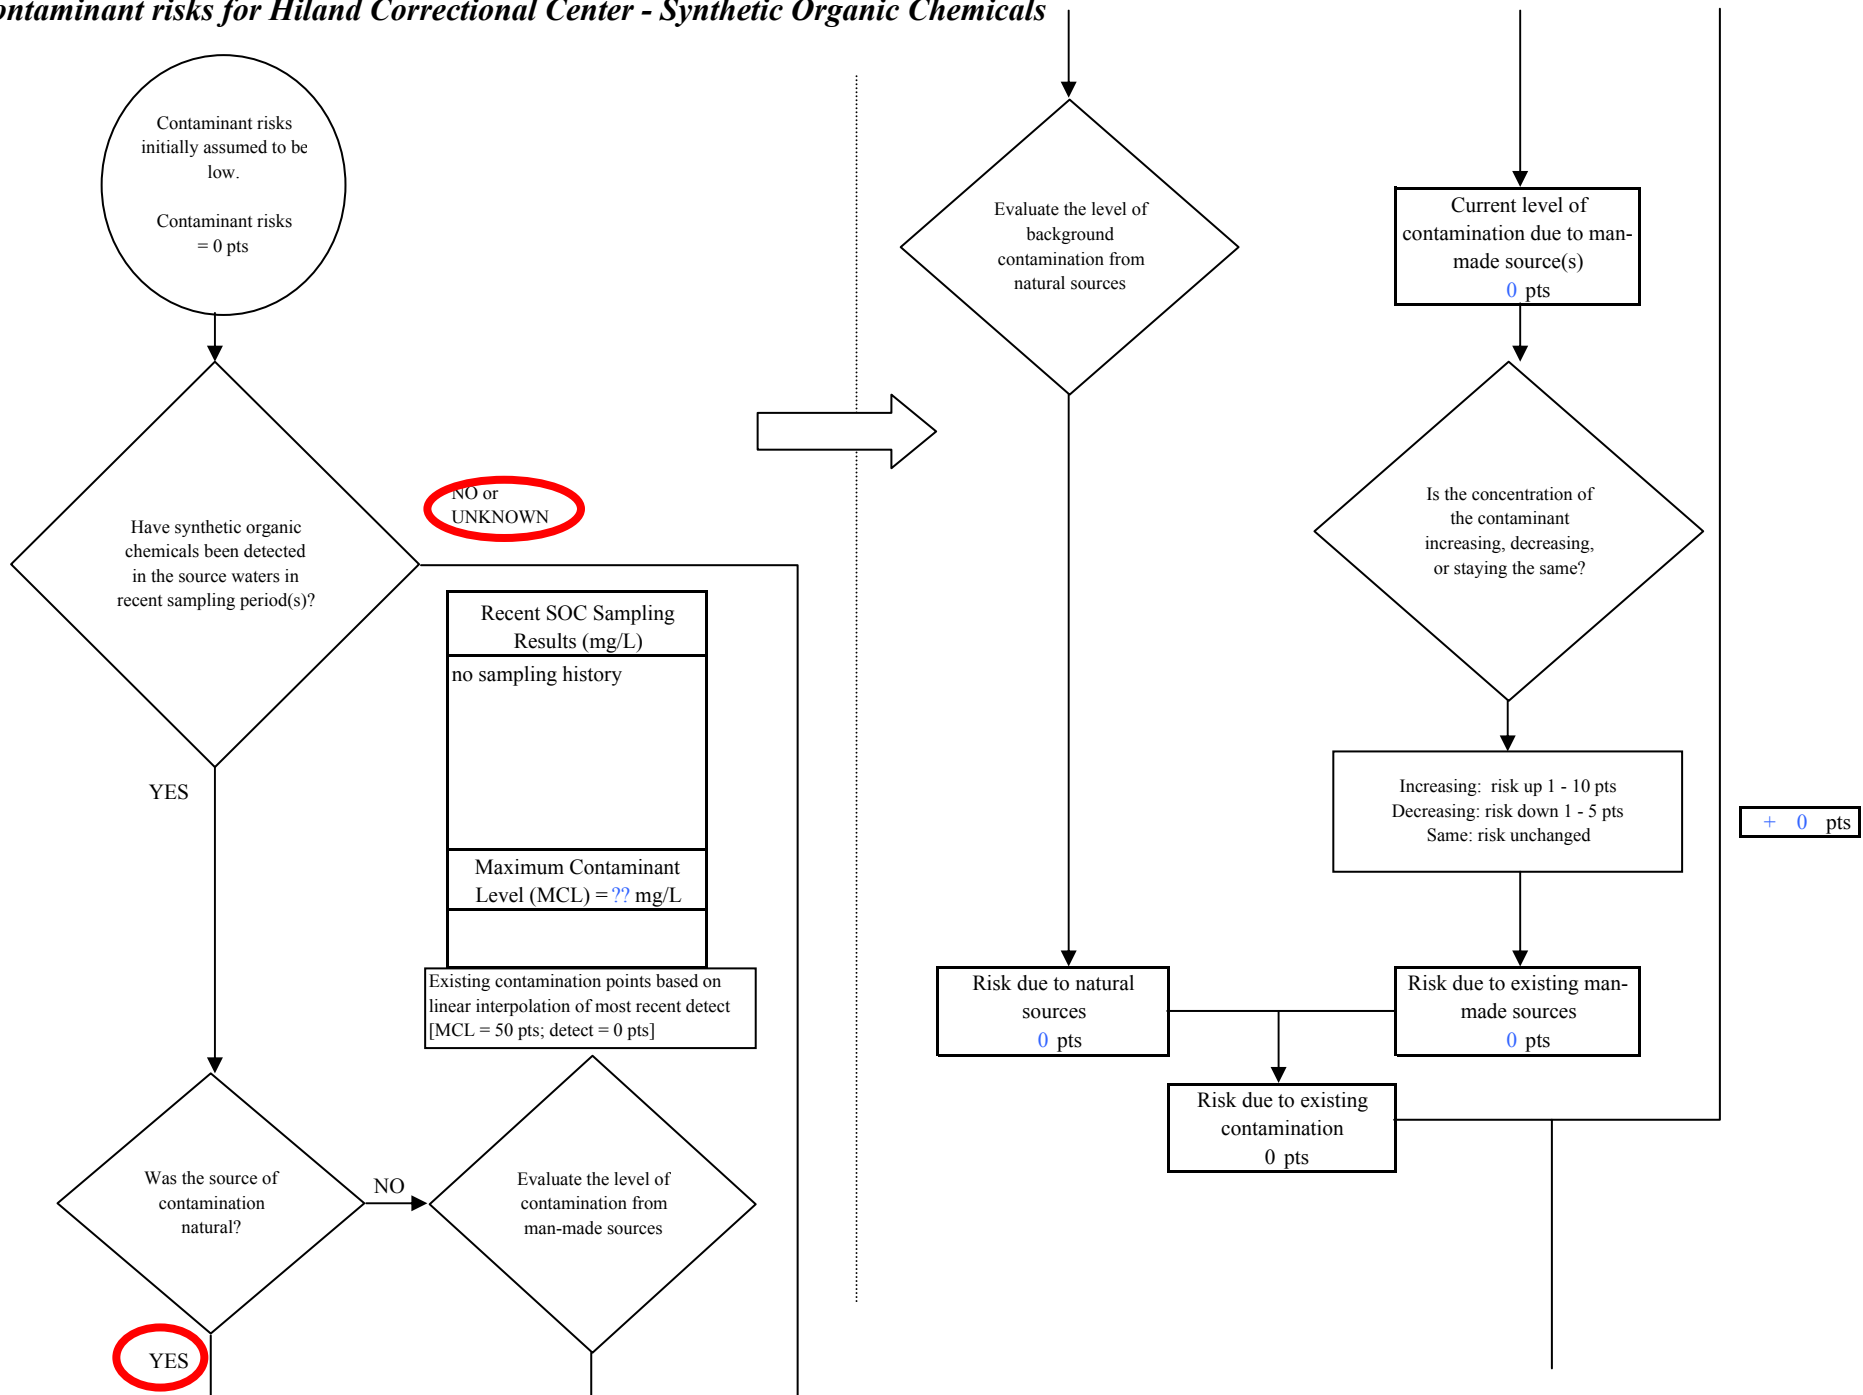 ontaminant risks for Hiland Correctional Center - Synthetic Organic Chemicals
Contaminant risks
initially assumed to be
low.
Contaminant risks
= 0 pts
Have synthetic organic
chemicals been detected
in the source waters in
recent sampling period(s)?
NO or
UNKNOWN
YES
Recent SOC Sampling
Results (mg/L)
no sampling history
Maximum Contaminant
Level (MCL) = ?? mg/L
Existing contamination points based on
linear interpolation of most recent detect
[MCL = 50 pts; detect = 0 pts]
Was the source of
contamination
natural?
NO
Evaluate the level of
contamination from
man-made sources
YES
Evaluate the level of
background
contamination from
natural sources
Current level of
contamination due to man-
made source(s)
0 pts
Is the concentration of
the contaminant
increasing, decreasing,
or staying the same?
Increasing: risk up 1 - 10 pts
Decreasing: risk down 1 - 5 pts
Same: risk unchanged
+ 0 pts
Risk due to natural
sources
0 pts
Risk due to existing man-
made sources
0 pts
Risk due to existing
contamination
0 pts